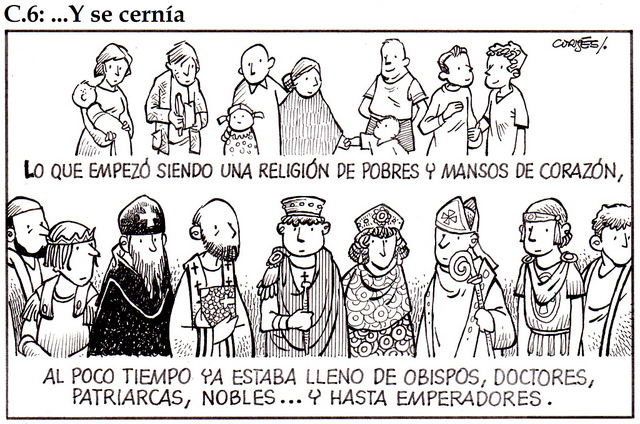 C.6: ...Y se cernía
CORTÉS/.
LO QUE EMPEZÓ SIENDO UNA RELIGIÓN DE POBRES Y MANSOS DE CORAZÓN,
AL POCO TIEMPO YA ESTABA LLENO DE OBISPOS, DOCTORES,
PATRIARCAS, NOBLES... Y HASTA EMPERADORES.